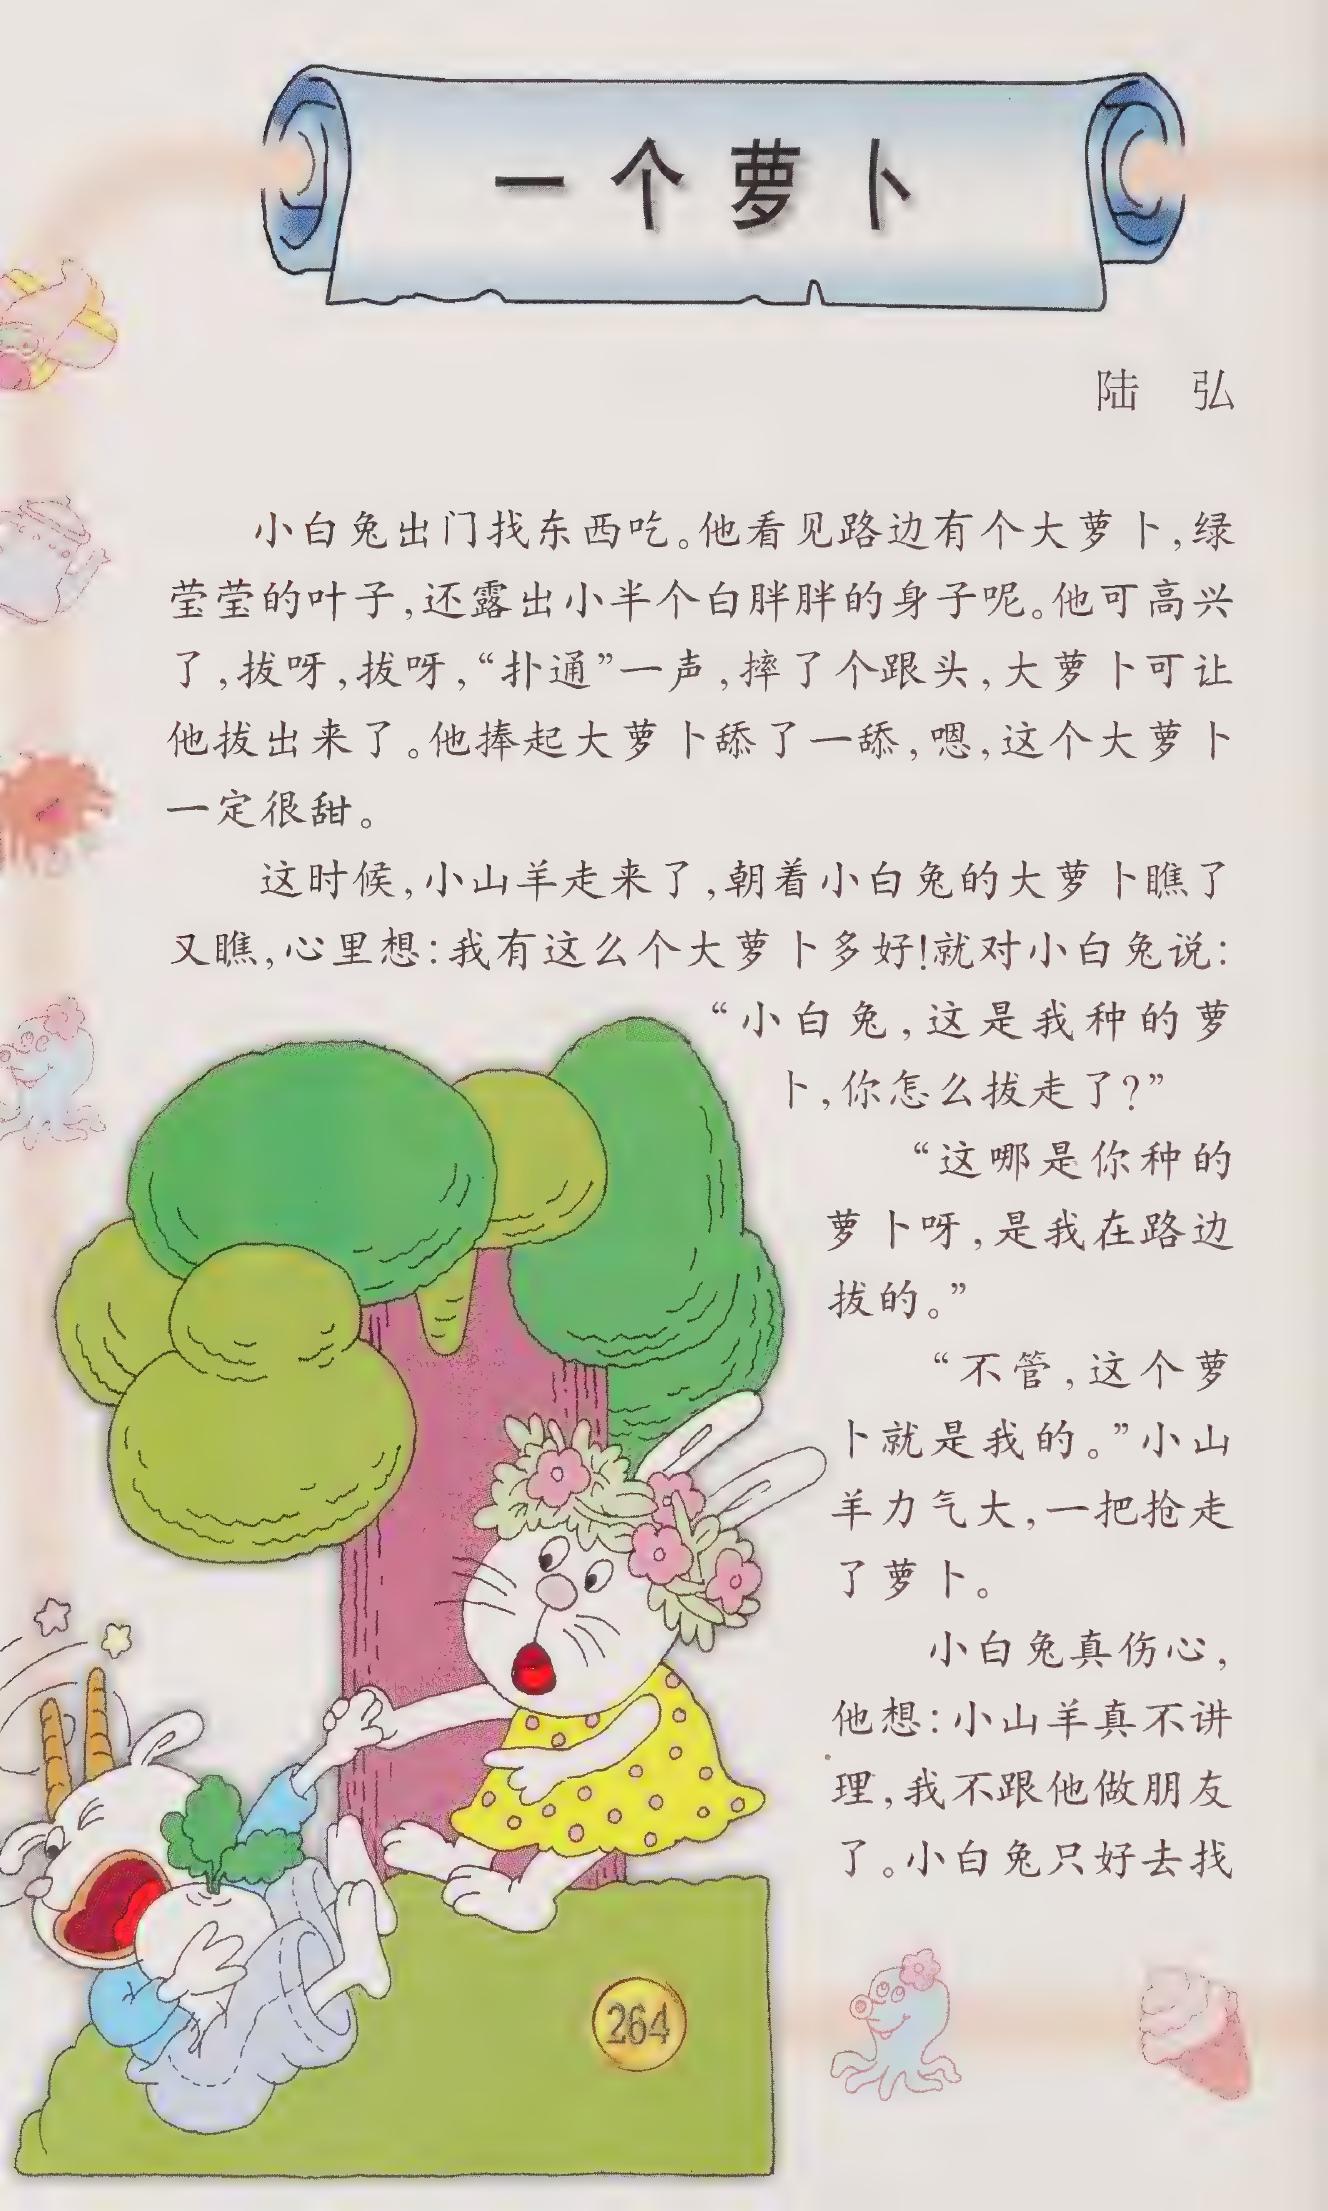 一个萝卜
陆 弘
小白兔出门找东西吃。他看见路边有个大萝卜,绿
莹莹的叶子,还露出小半个白胖胖的身子呢。他可高兴
了,拔呀,拔呀,“扑通”一声,摔了个跟头,大萝卜可让
他拔出来了。他捧起大萝卜舔了一舔,嗯,这个大萝卜
一定很甜。
这时候,小山羊走来了,朝着小白兔的大萝卜瞧了
又瞧,心里想:我有这么个大萝卜多好!就对小白兔说:
“小白兔,这是我种的萝
卜,你怎么拔走了?”
“这哪是你种的
萝卜呀,是我在路边
拔的。”
“不管,这个萝
卜就是我的。”小山
羊力气大,一把抢走
了萝卜。
小白兔真伤心,
他想:小山羊真不讲
理,我不跟他做朋友
了。小白兔只好去找
264